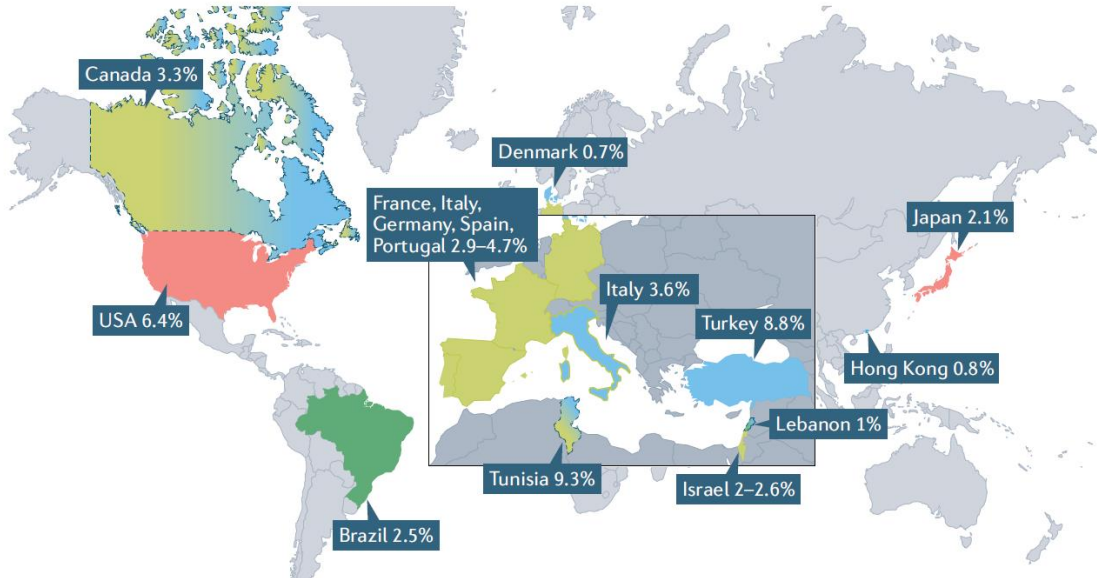 Canada 3.3%
Denmark 0.7%
France, Italy,
Germany, Spain,
Portugal 2.9–4.7%
Japan 2.1%
Italy 3.6%
USA 6.4%
Turkey 8.8%
Hong Kong 0.8%
Lebanon 1%
Tunisia 9.3%
Israel 2–2.6%
Brazil 2.5%